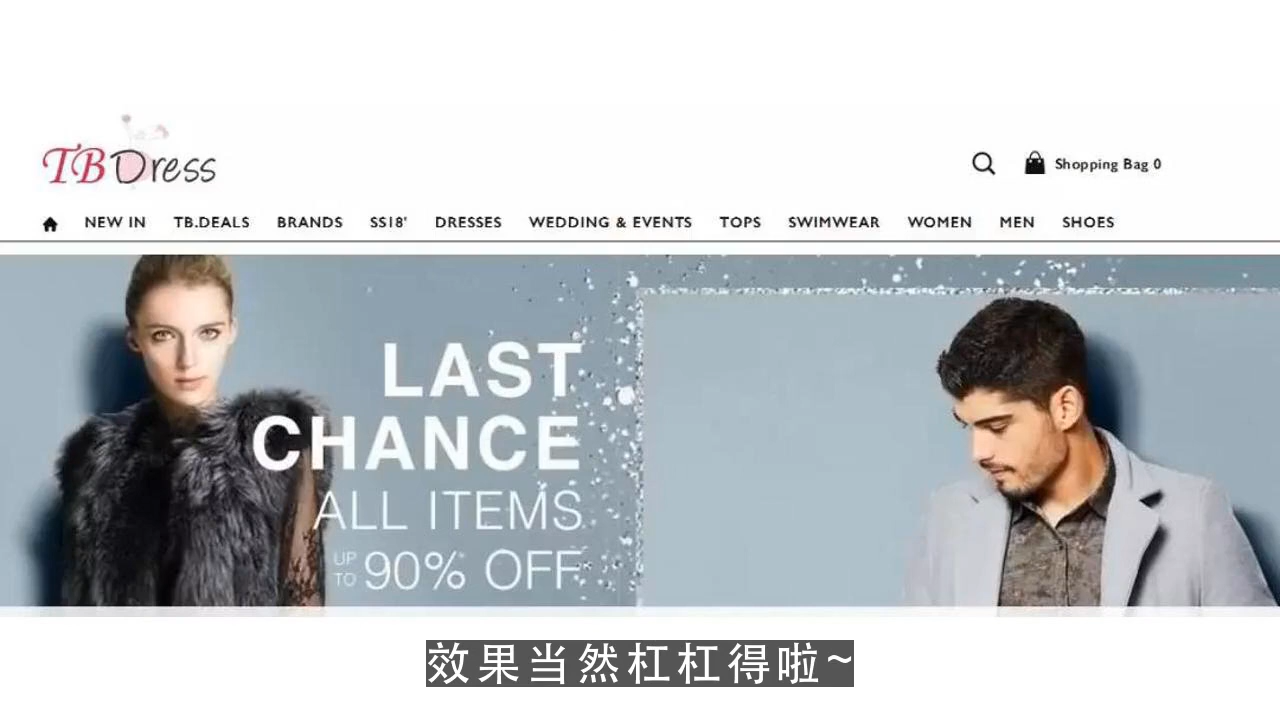 TBDress
Shopping Bag 0
NEW IN TB.DEALS BRANDS SS18' DRESSES WEDDING & EVENTS TOPS SWIMWEAR WOMEN MEN SHOES
LAST
CHANCE
ALL ITEMS
UP TO 90%* OFF
效果当然杠杠得啦~